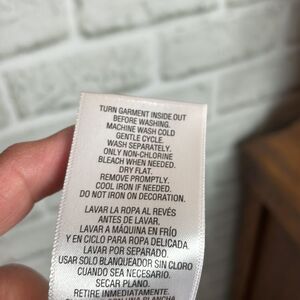 TURN GARMENT INSIDE OUT
BEFORE WASHING.
MACHINE WASH COLD
GENTLE CYCLE.
WASH SEPARATELY.
ONLY NON-CHLORINE
BLEACH WHEN NEEDED.
DRY FLAT.
REMOVE PROMPTLY.
COOL IRON IF NEEDED.
DO NOT IRON ON DECORATION.
LAVAR LA ROPA AL REVÉS
ANTES DE LAVAR.
LAVAR A MÁQUINA EN FRÍO
Y EN CICLO PARA ROPA DELICADA.
LAVAR POR SEPARADO.
USAR SOLO BLANQUEADOR SIN CLORO
CUANDO SEA NECESARIO.
SECAR PLANO.
RETIRE INMEDIATAMENTE.
CON UNA PLANCHA